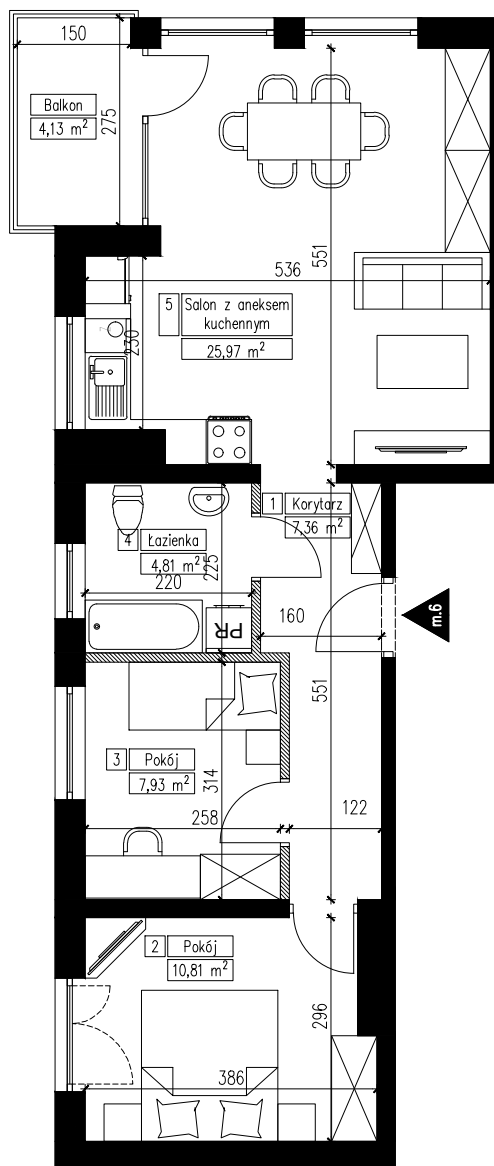 150
Balkon
4,13 m²
275
551
536
5 Salon z aneksem
kuchennym
25,97 m²
230
1 Korytarz
7,36 m²
4 Łazienka
4,81 m²
225
220
PR
160
m.6
551
3 Pokój
7,93 m²
314
258
122
2 Pokój
10,81 m²
296
386